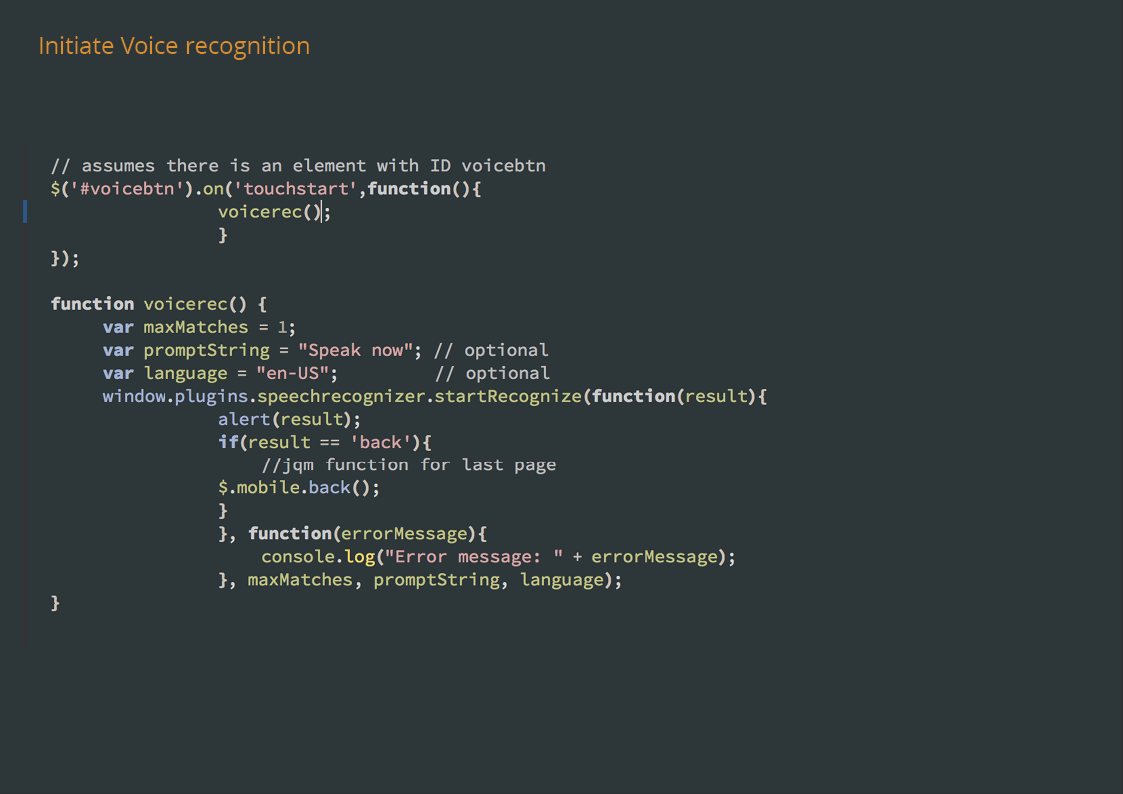 Initiate Voice recognition
// assumes there is an element with ID voicebtn
$('#voicebtn').on('touchstart',function(){
voicerec();
}
});
function voicerec() {
var maxMatches = 1;
var promptString = "Speak now"; // optional
var language = "en-US"; // optional
window.plugins.speechrecognizer.startRecognize(function(result){
alert(result);
if(result == 'back'){
//jqm function for last page
$.mobile.back();
}
}, function(errorMessage){
console.log("Error message: " + errorMessage);
}, maxMatches, promptString, language);
}